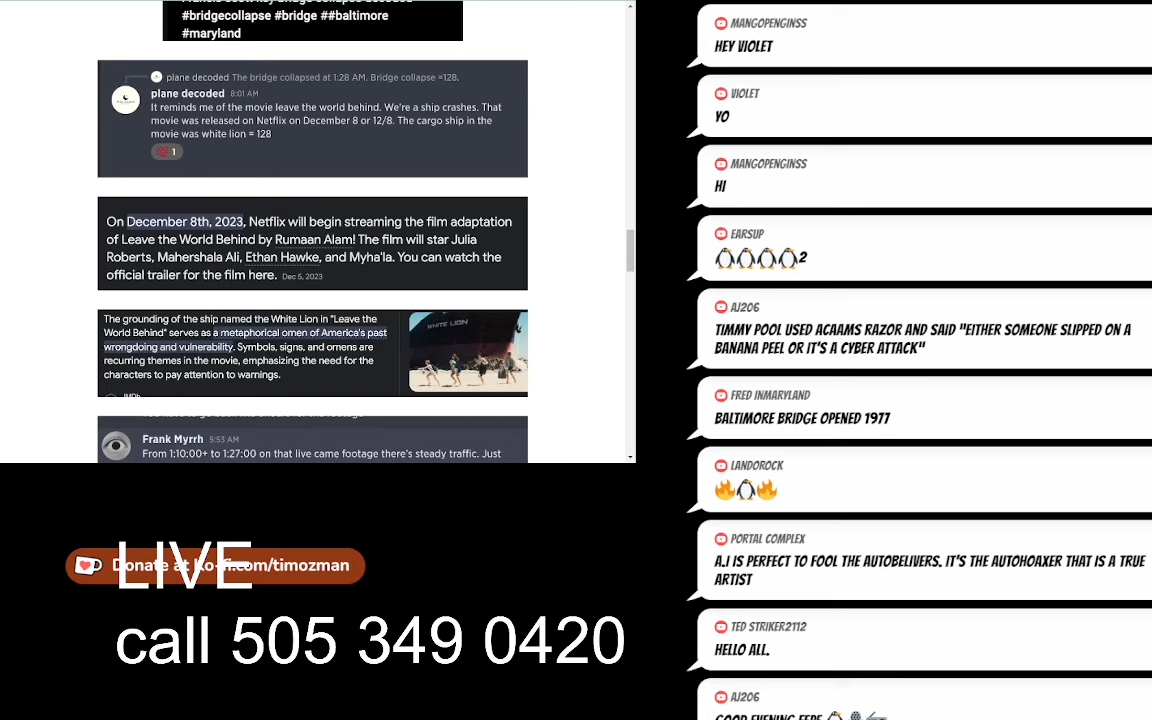 #bridgecollapse #bridge ##baltimore
#maryland
plane decoded The bridge collapsed at 1:28 AM. Bridge collapse =128.
plane decoded 8:01 AM
It reminds me of the movie leave the world behind. We're a ship crashes. That
movie was released on Netflix on December 8 or 12/8. The cargo ship in the
movie was white lion = 128
1
On December 8th, 2023, Netflix will begin streaming the film adaptation
of Leave the World Behind by Rumaan Alam! The film will star Julia
Roberts, Mahershala Ali, Ethan Hawke, and Myha'la. You can watch the
official trailer for the film here. Dec 5, 2023
The grounding of the ship named the White Lion in "Leave the
World Behind" serves as a metaphorical omen of America's past
wrongdoing and vulnerability. Symbols, signs, and omens are
recurring themes in the movie, emphasizing the need for the
characters to pay attention to warnings.
WHITE LION
Frank Myrrh 5:53 AM
From 1:10:00+ to 1:27:00 on that live came footage there's steady traffic. Just
LIVE
Donate at ko-fi.com/timozman
call 505 349 0420
MANGOPENGINSS
HEY VIOLET
VIOLET
YO
MANGOPENGINSS
HI
EARSUP
🐧🐧🐧🐧2
AJ206
TIMMY POOL USED ACAAMS RAZOR AND SAID "EITHER SOMEONE SLIPPED ON A
BANANA PEEL OR IT'S A CYBER ATTACK"
FRED INMARYLAND
BALTIMORE BRIDGE OPENED 1977
LANDOROCK
🔥🐧🔥
PORTAL COMPLEX
A.I IS PERFECT TO FOOL THE AUTOBELIVERS. IT'S THE AUTOHOAXER THAT IS A TRUE
ARTIST
TED STRIKER2112
HELLO ALL.
AJ206
GOOD EVENING FEPE